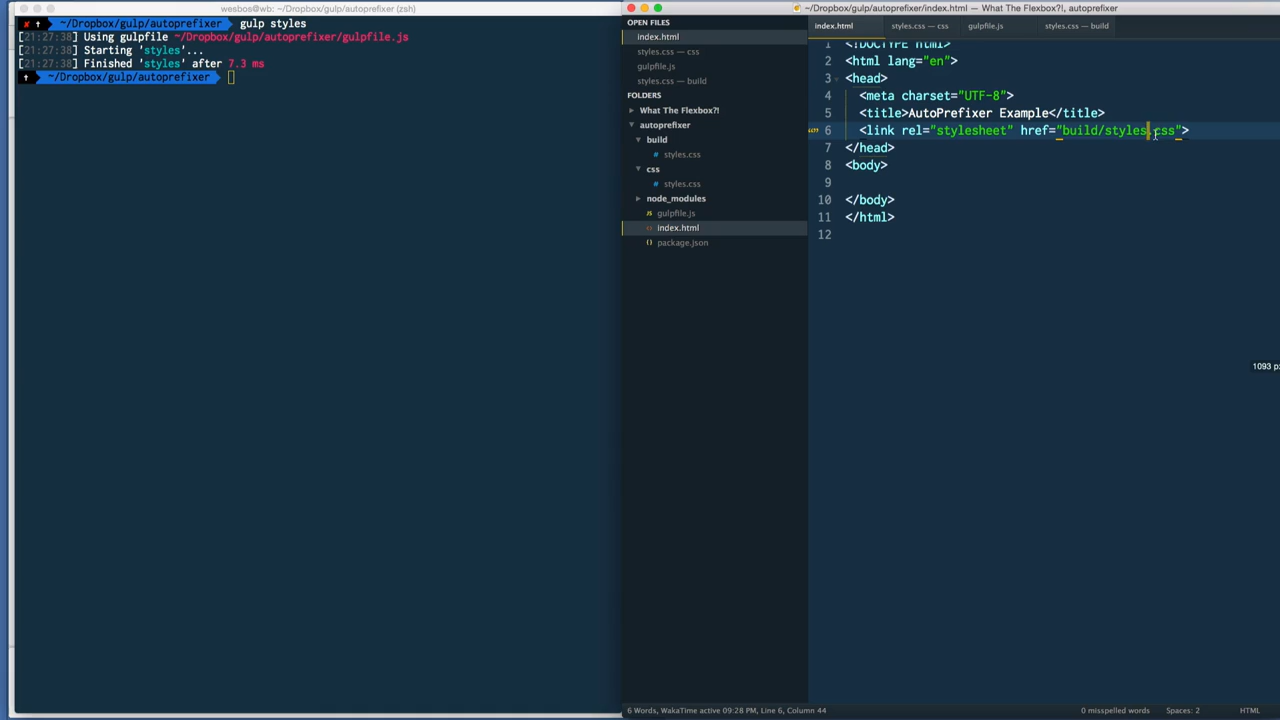 wesbos@wb: ~/Dropbox/gulp/autoprefixer (zsh)
✘ † ~/Dropbox/gulp/autoprefixer gulp styles
[21:27:38] Using gulpfile ~/Dropbox/gulp/autoprefixer/gulpfile.js
[21:27:38] Starting 'styles'...
[21:27:38] Finished 'styles' after 7.3 ms
† ~/Dropbox/gulp/autoprefixer
~/Dropbox/gulp/autoprefixer/index.html — What The Flexbox?!, autoprefixer
OPEN FILES
index.html
styles.css — css
gulpfile.js
styles.css — build
FOLDERS
What The Flexbox?!
autoprefixer
build
styles.css
css
styles.css
node_modules
gulpfile.js
index.html
package.json
index.html styles.css — css gulpfile.js styles.css — build
1 <!DOCTYPE html>
2 <html lang="en">
3 <head>
4 <meta charset="UTF-8">
5 <title>AutoPrefixer Example</title>
6 <link rel="stylesheet" href="build/styles.css">
7 </head>
8 <body>
9
10 </body>
11 </html>
12
1093 p
6 Words, WakaTime active 09:28 PM, Line 6, Column 44
0 misspelled words Spaces: 2 HTML